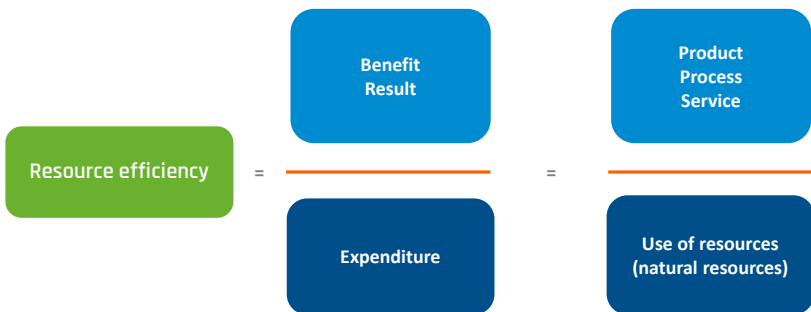 Resource efficiency
=
Benefit
Result
Expenditure
=
Product
Process
Service
Use of resources
(natural resources)